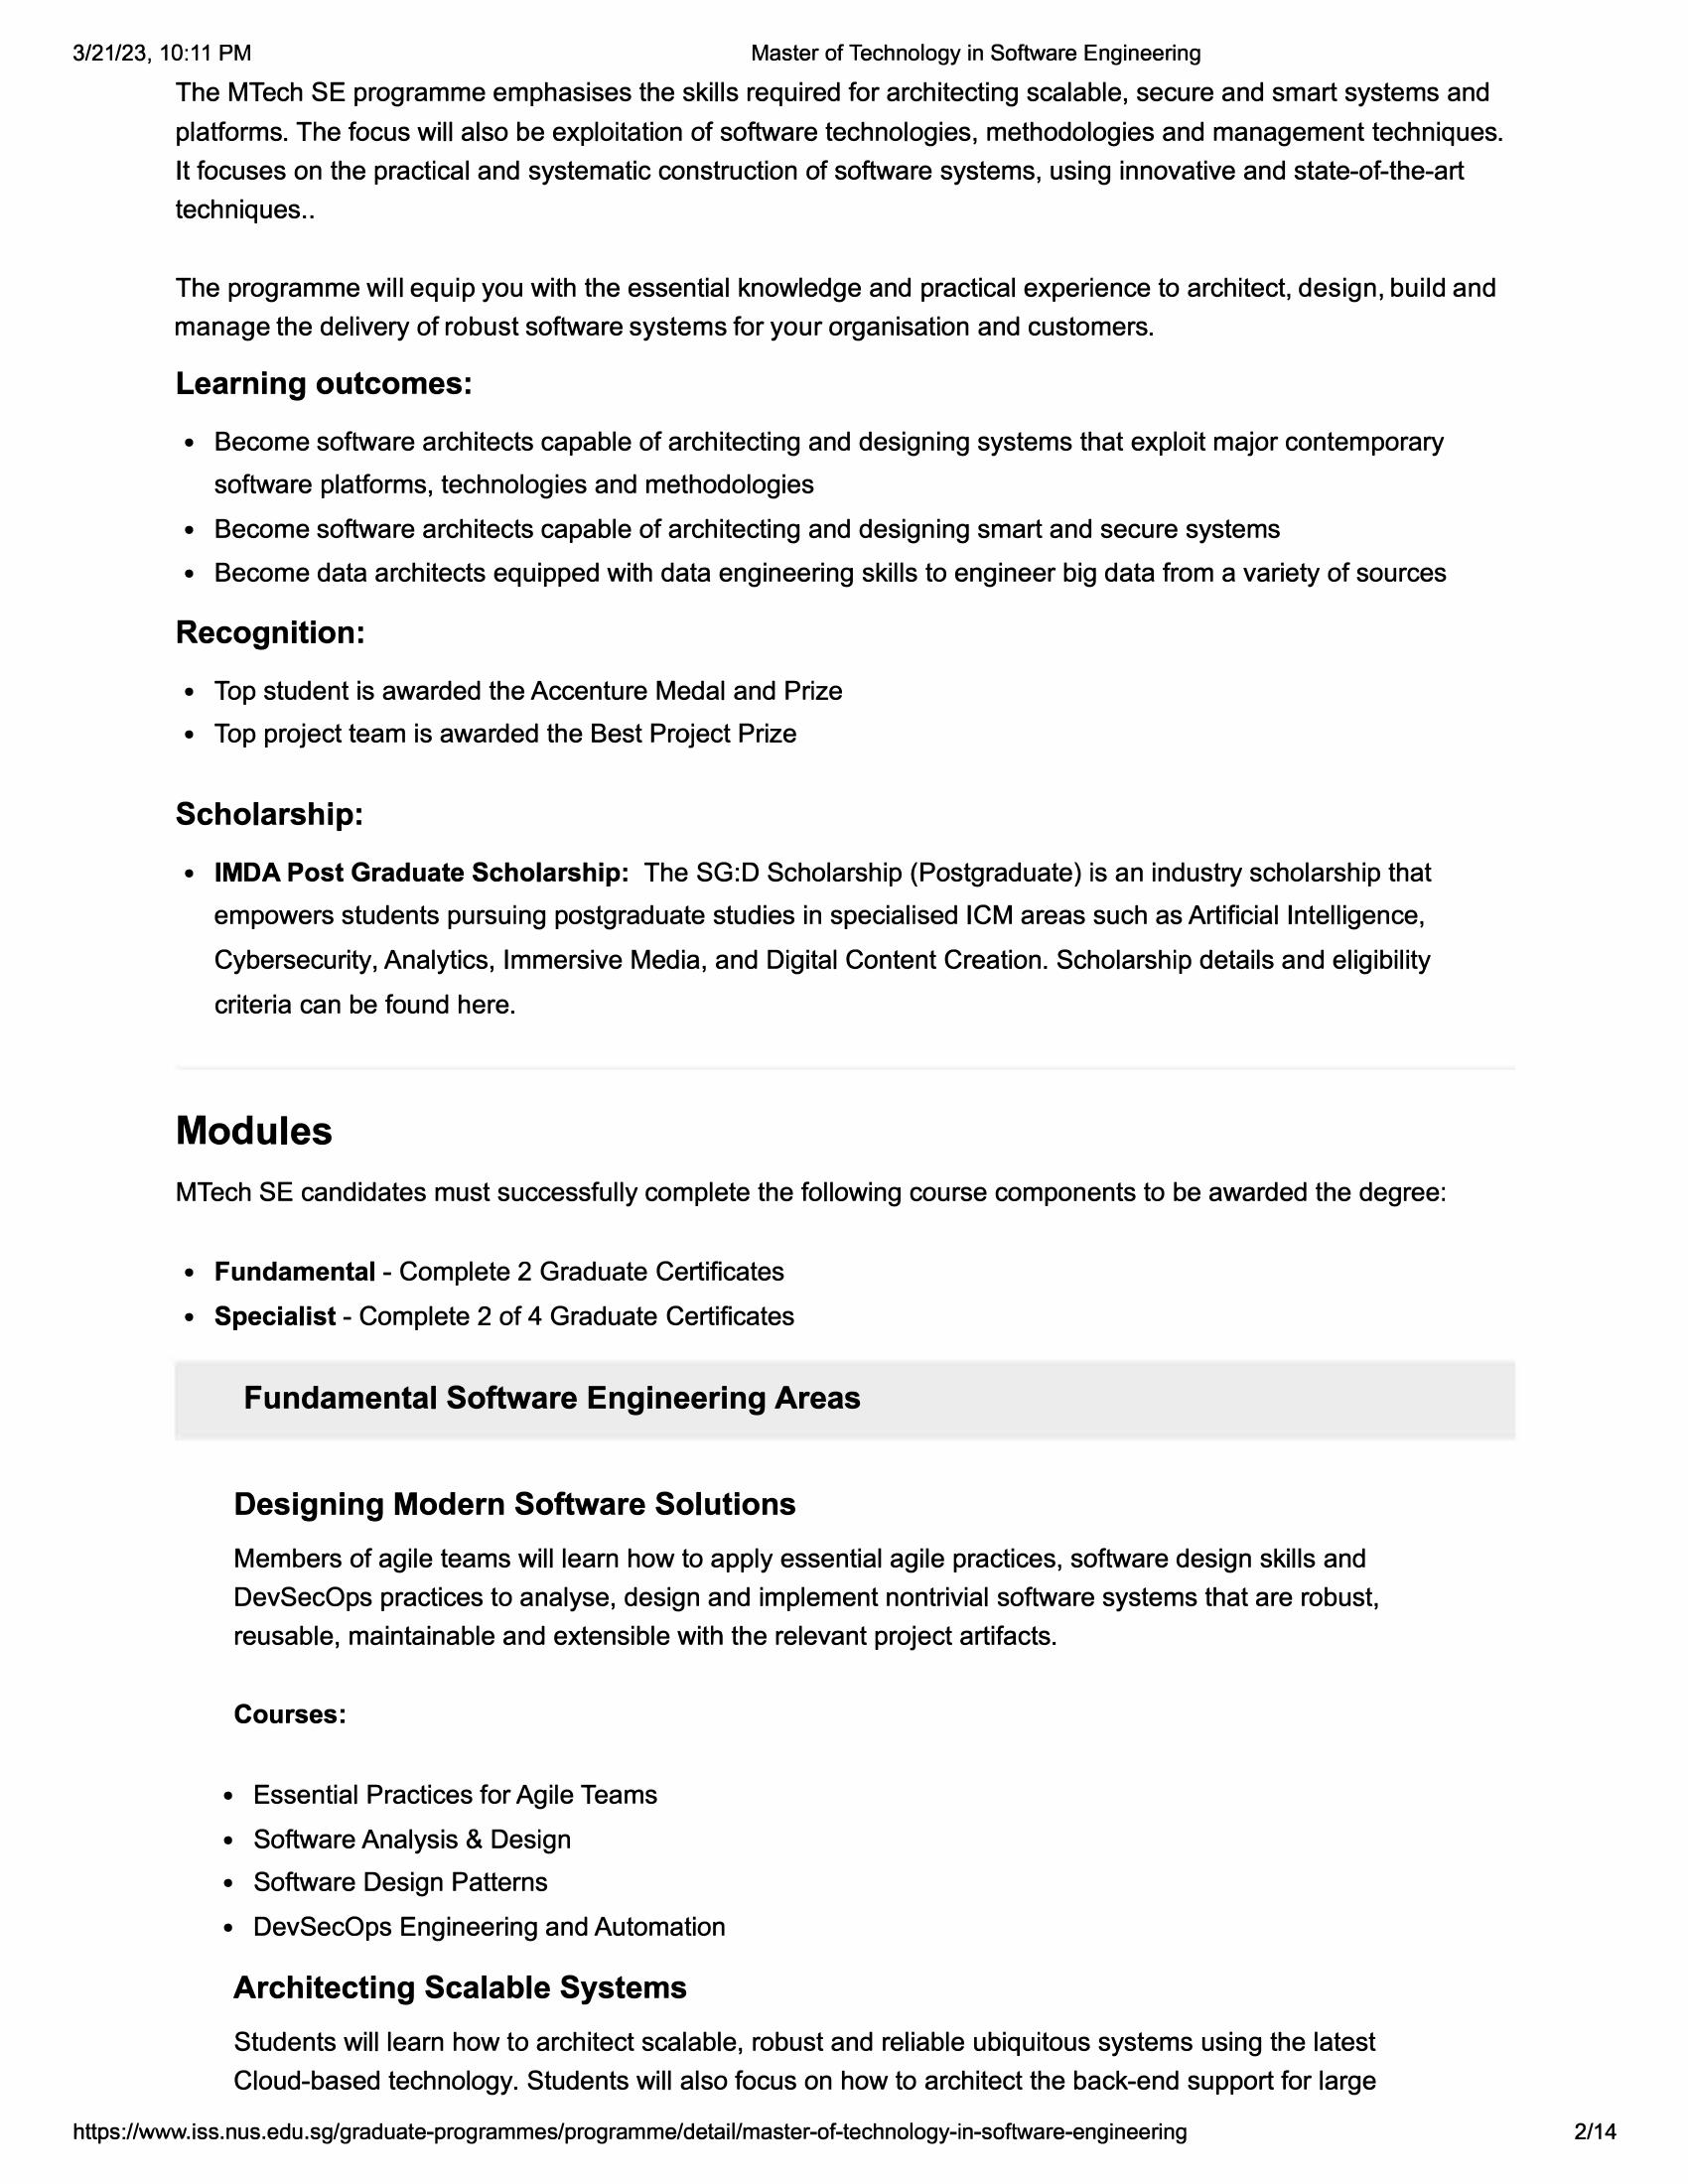 3/21/23, 10:11 PM
Master of Technology in Software Engineering
The MTech SE programme emphasises the skills required for architecting scalable, secure and smart systems and
platforms. The focus will also be exploitation of software technologies, methodologies and management techniques.
It focuses on the practical and systematic construction of software systems, using innovative and state-of-the-art
techniques..
The programme will equip you with the essential knowledge and practical experience to architect, design, build and
manage the delivery of robust software systems for your organisation and customers.
Learning outcomes:
• Become software architects capable of architecting and designing systems that exploit major contemporary
software platforms, technologies and methodologies
• Become software architects capable of architecting and designing smart and secure systems
• Become data architects equipped with data engineering skills to engineer big data from a variety of sources
Recognition:
• Top student is awarded the Accenture Medal and Prize
• Top project team is awarded the Best Project Prize
Scholarship:
• IMDA Post Graduate Scholarship: The SG:D Scholarship (Postgraduate) is an industry scholarship that
empowers students pursuing postgraduate studies in specialised ICM areas such as Artificial Intelligence,
Cybersecurity, Analytics, Immersive Media, and Digital Content Creation. Scholarship details and eligibility
criteria can be found here.
Modules
MTech SE candidates must successfully complete the following course components to be awarded the degree:
• Fundamental - Complete 2 Graduate Certificates
• Specialist - Complete 2 of 4 Graduate Certificates
Fundamental Software Engineering Areas
Designing Modern Software Solutions
Members of agile teams will learn how to apply essential agile practices, software design skills and
DevSecOps practices to analyse, design and implement nontrivial software systems that are robust,
reusable, maintainable and extensible with the relevant project artifacts.
Courses:
• Essential Practices for Agile Teams
• Software Analysis & Design
• Software Design Patterns
• DevSecOps Engineering and Automation
Architecting Scalable Systems
Students will learn how to architect scalable, robust and reliable ubiquitous systems using the latest
Cloud-based technology. Students will also focus on how to architect the back-end support for large
https://www.iss.nus.edu.sg/graduate-programmes/programme/detail/master-of-technology-in-software-engineering
2/14